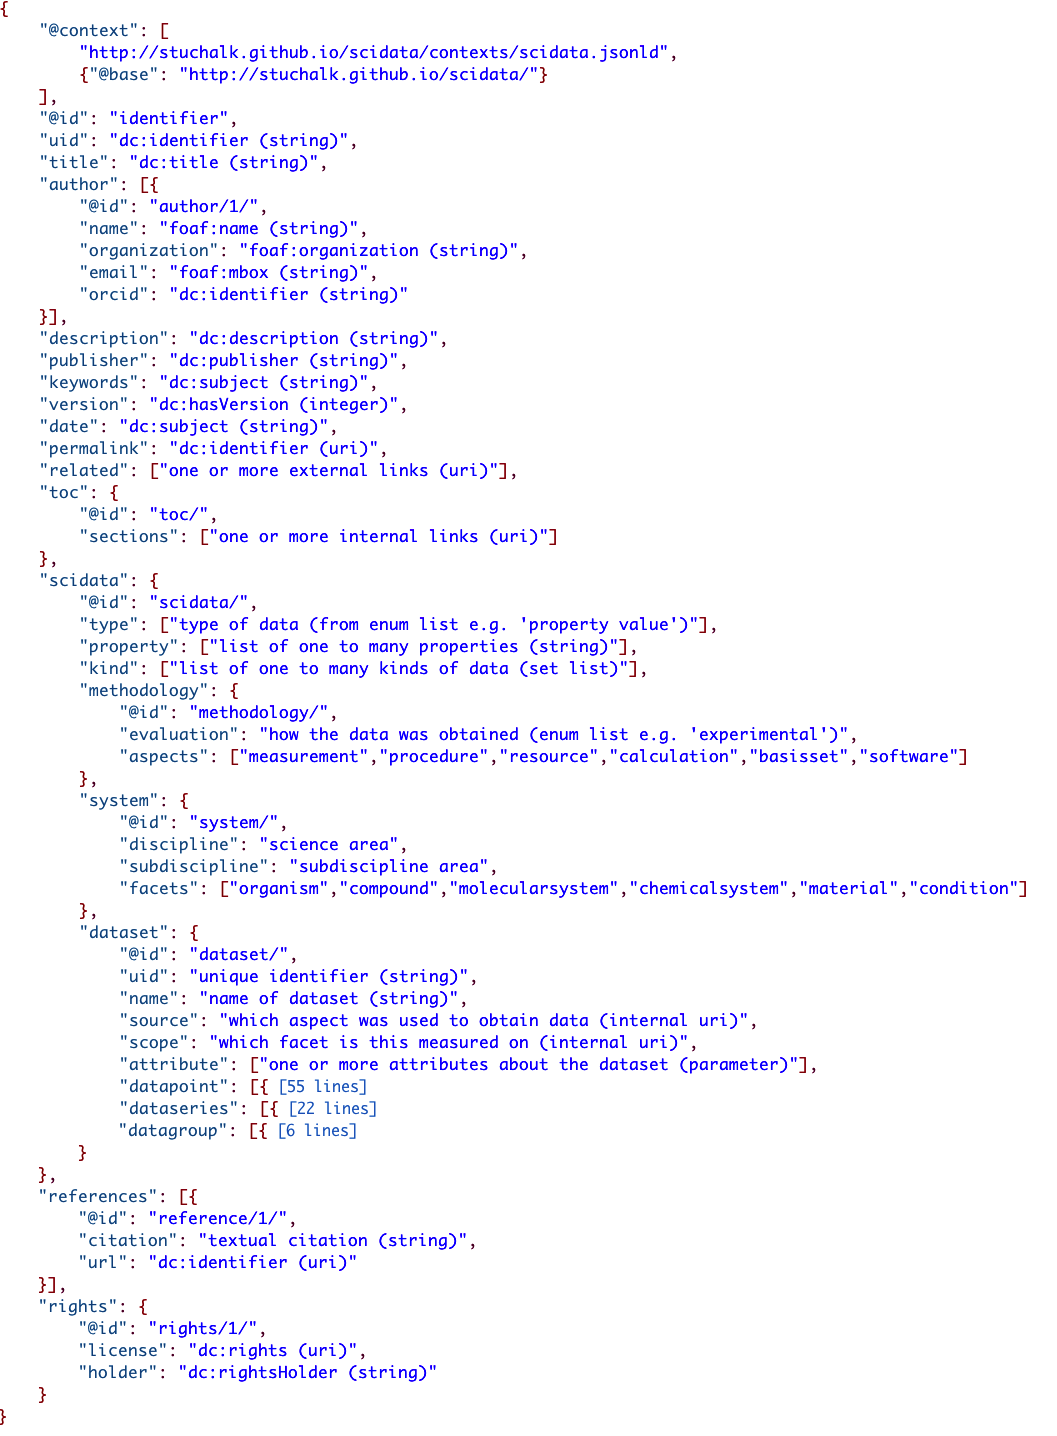 {
    "@context": [
        "http://stuchalk.github.io/scidata/contexts/scidata.jsonld",
        {"@base": "http://stuchalk.github.io/scidata/"}
    ],
    "@id": "identifier",
    "uid": "dc:identifier (string)",
    "title": "dc:title (string)",
    "author": [{
        "@id": "author/1/",
        "name": "foaf:name (string)",
        "organization": "foaf:organization (string)",
        "email": "foaf:mbox (string)",
        "orcid": "dc:identifier (string)"
    }],
    "description": "dc:description (string)",
    "publisher": "dc:publisher (string)",
    "keywords": "dc:subject (string)",
    "version": "dc:hasVersion (integer)",
    "date": "dc:subject (string)",
    "permalink": "dc:identifier (uri)",
    "related": ["one or more external links (uri)"],
    "toc": {
        "@id": "toc/",
        "sections": ["one or more internal links (uri)"]
    },
    "scidata": {
        "@id": "scidata/",
        "type": ["type of data (from enum list e.g. 'property value')"],
        "property": ["list of one to many properties (string)"],
        "kind": ["list of one to many kinds of data (set list)"],
        "methodology": {
            "@id": "methodology/",
            "evaluation": "how the data was obtained (enum list e.g. 'experimental')",
            "aspects": ["measurement","procedure","resource","calculation","basisset","software"]
        },
        "system": {
            "@id": "system/",
            "discipline": "science area",
            "subdiscipline": "subdiscipline area",
            "facets": ["organism","compound","molecularsystem","chemicalsystem","material","condition"]
        },
        "dataset": {
            "@id": "dataset/",
            "uid": "unique identifier (string)",
            "name": "name of dataset (string)",
            "source": "which aspect was used to obtain data (internal uri)",
            "scope": "which facet is this measured on (internal uri)",
            "attribute": ["one or more attributes about the dataset (parameter)"],
            "datapoint": [{ [55 lines]
            "dataseries": [{ [22 lines]
            "datagroup": [{ [6 lines]
        }
    },
    "references": [{
        "@id": "reference/1/",
        "citation": "textual citation (string)",
        "url": "dc:identifier (uri)"
    }],
    "rights": {
        "@id": "rights/1/",
        "license": "dc:rights (uri)",
        "holder": "dc:rightsHolder (string)"
    }
}